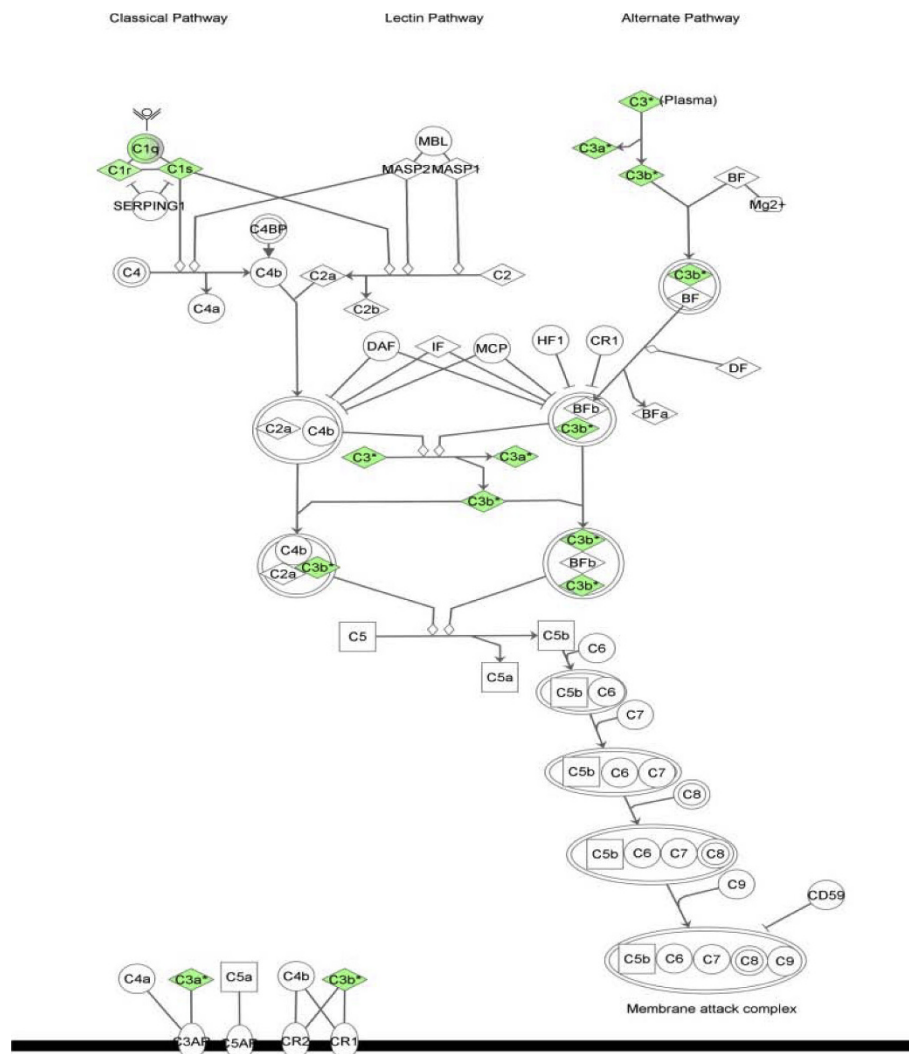 Classical Pathway Lectin Pathway Alternate Pathway
C3* (Plasma)
C1q MBL C3a*
C1r C1s MASP2 MASP1 C3b* BF
SERPING1 Mg2+
C4BP
C4 C4b C2a C2 C3b*
C4a C2b BF
DAF IF MCP HF1 CR1
DF
BFb BFa
C2a C4b C3b*
C3* C3a*
C3b*
C4b C3b*
C2a C3b* BFb
C3b*
C5 C5b C6
C5a
C5b C6
C7
C5b C6 C7
C8
C5b C6 C7 C8
C9 CD59
C5b C6 C7 C8 C9
C4a C3a* C5a C4b C3b*
Membrane attack complex
C3AR C5AR CR2 CR1